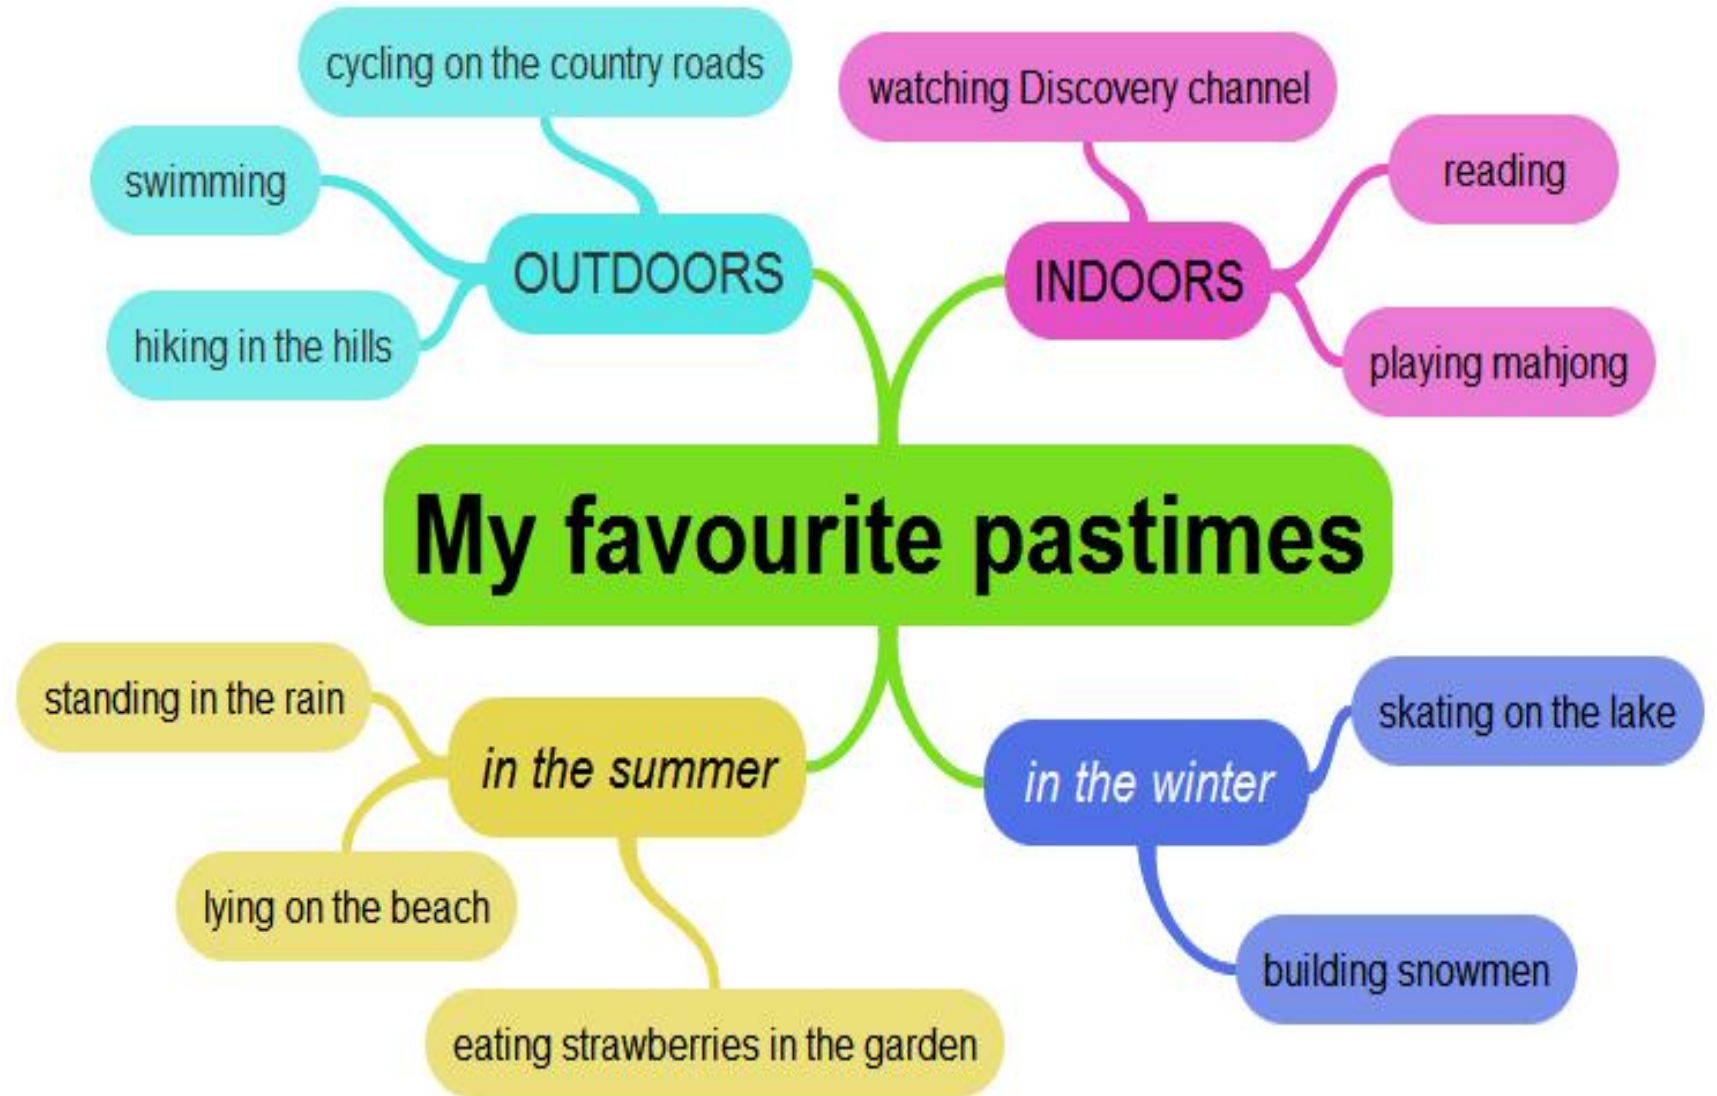 cycling on the country roads
watching Discovery channel
swimming
reading
OUTDOORS
INDOORS
hiking in the hills
playing mahjong
My favourite pastimes
standing in the rain
skating on the lake
in the summer
in the winter
lying on the beach
building snowmen
eating strawberries in the garden